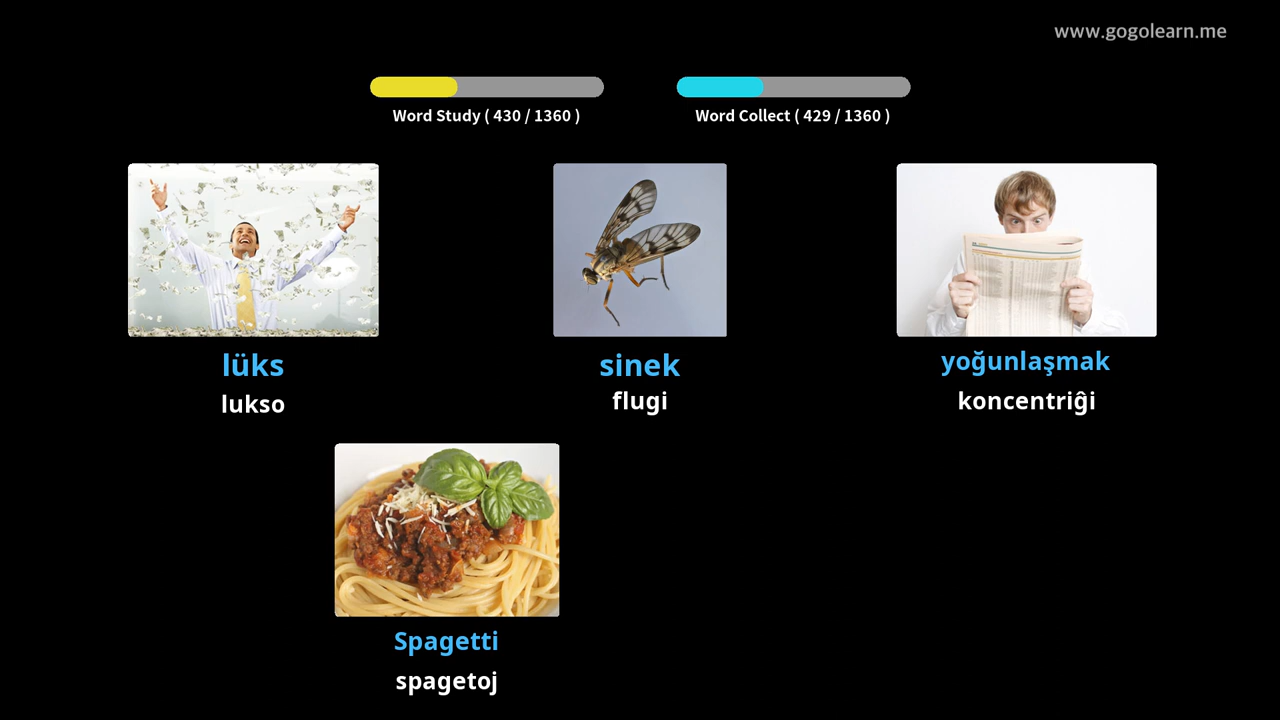 www.gogolearn.me
Word Study ( 430 / 1360 )
Word Collect ( 429 / 1360 )
lüks
lukso
sinek
flugi
yoğunlaşmak
koncentriĝi
Spagetti
spagetoj